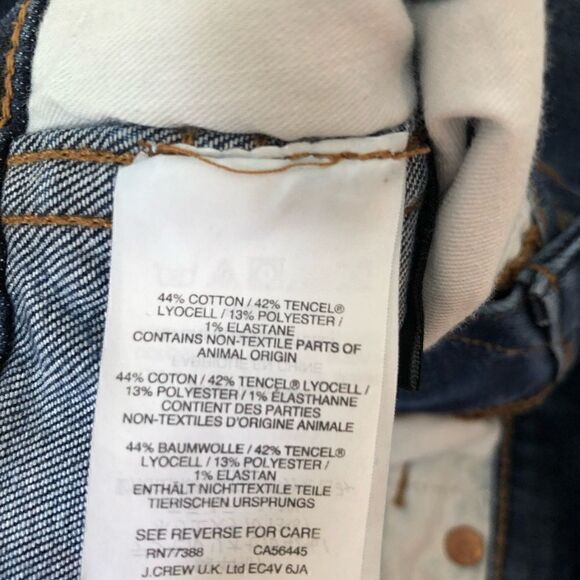 44% COTTON / 42% TENCEL®
LYOCELL / 13% POLYESTER /
1% ELASTANE
CONTAINS NON-TEXTILE PARTS OF
ANIMAL ORIGIN
44% COTON / 42% TENCEL® LYOCELL /
13% POLYESTER / 1% ELASTHANNE
CONTIENT DES PARTIES
NON-TEXTILES D'ORIGINE ANIMALE
44% BAUMWOLLE / 42% TENCEL®
LYOCELL / 13% POLYESTER /
1% ELASTAN
ENTHÄLT NICHTTEXTILE TEILE
TIERISCHEN URSPRUNGS
SEE REVERSE FOR CARE
RN77388 CA56445
J.CREW U.K. Ltd EC4V 6JA